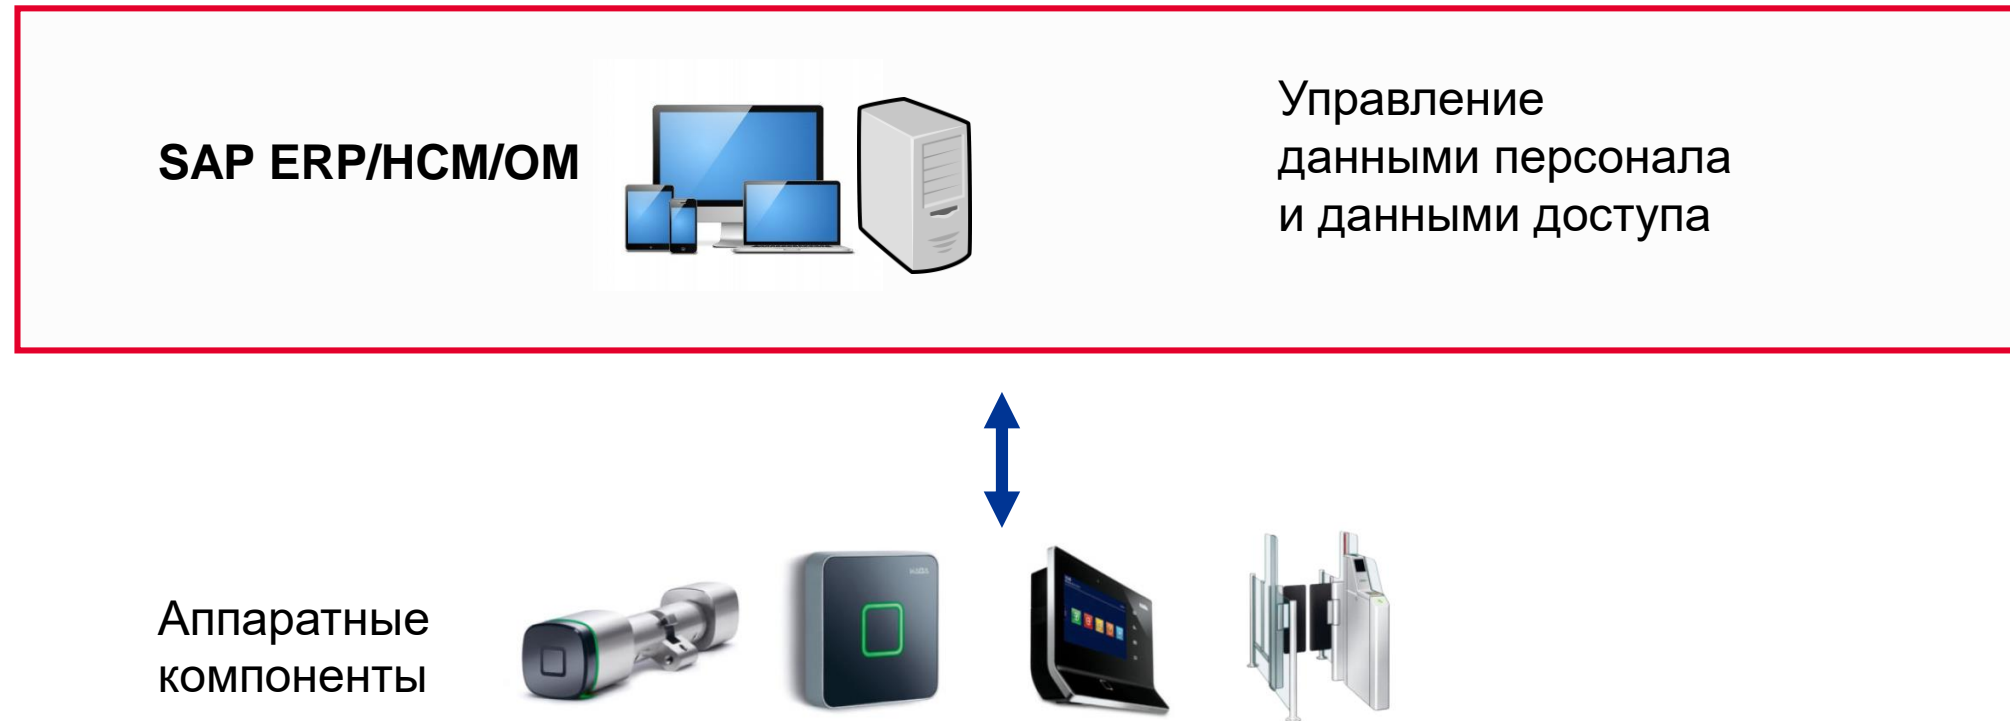 SAP ERP/HCM/OM
Управление
данными персонала
и данными доступа
Аппаратные
компоненты